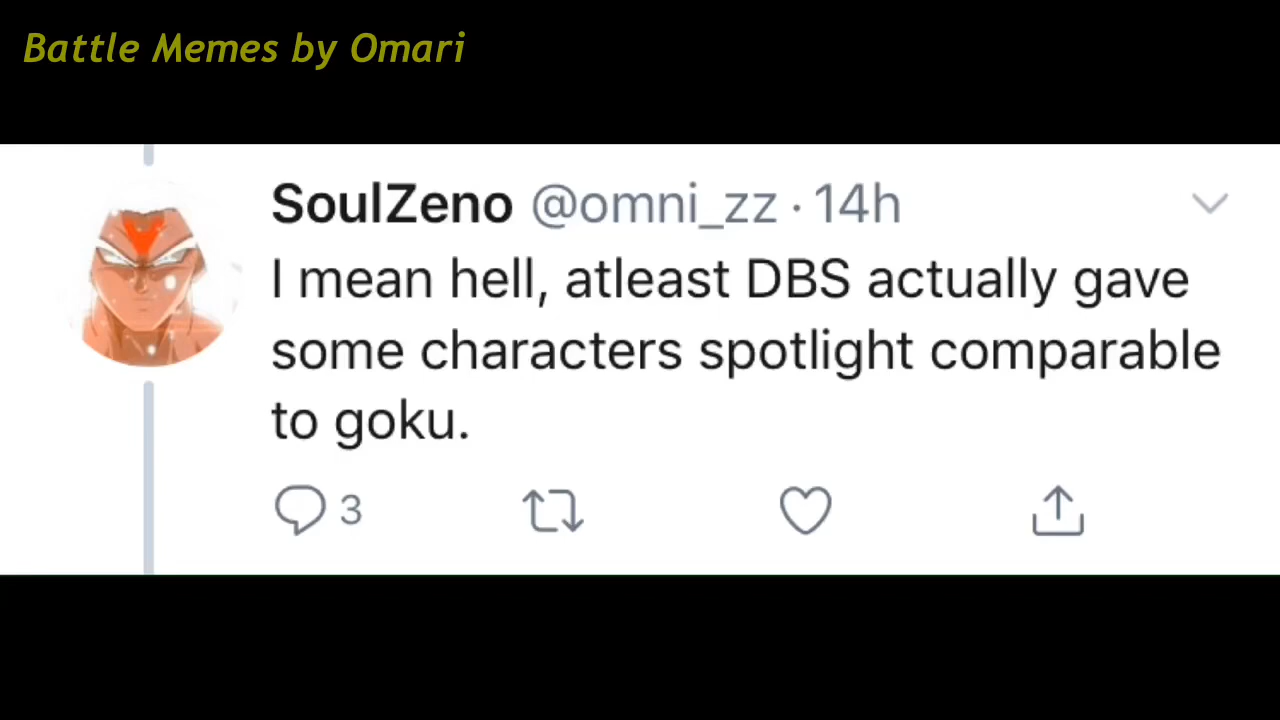 Battle Memes by Omari
SoulZeno @omni_zz · 14h
I mean hell, atleast DBS actually gave
some characters spotlight comparable
to goku.
3